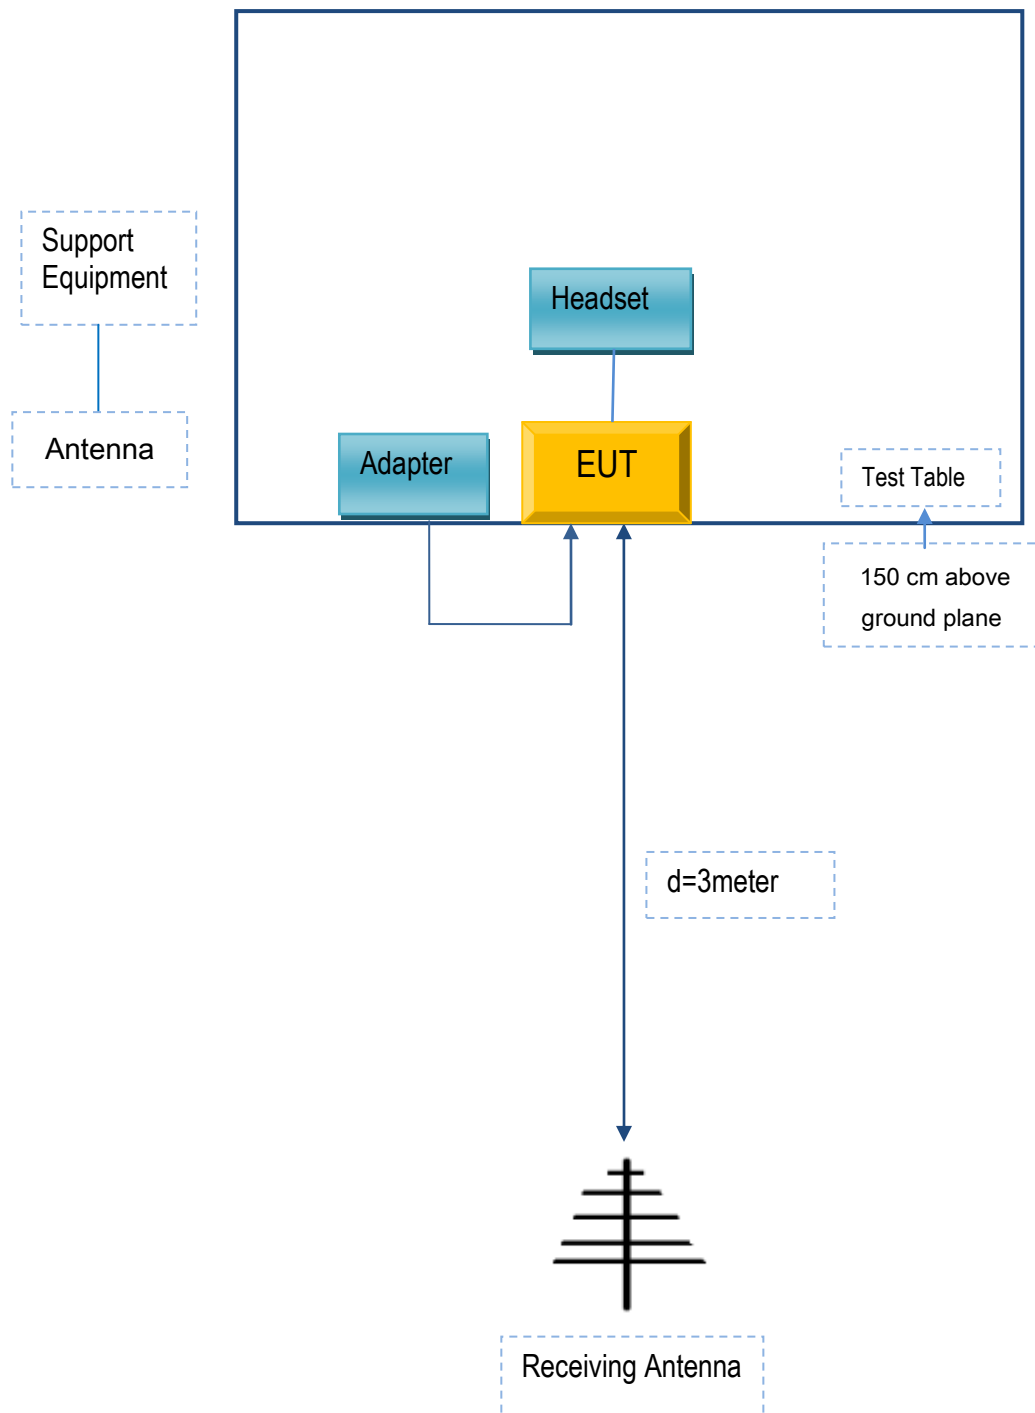 Support
Equipment
Antenna
Headset
Adapter
EUT
Test Table
150 cm above
ground plane
d=3meter
Receiving Antenna